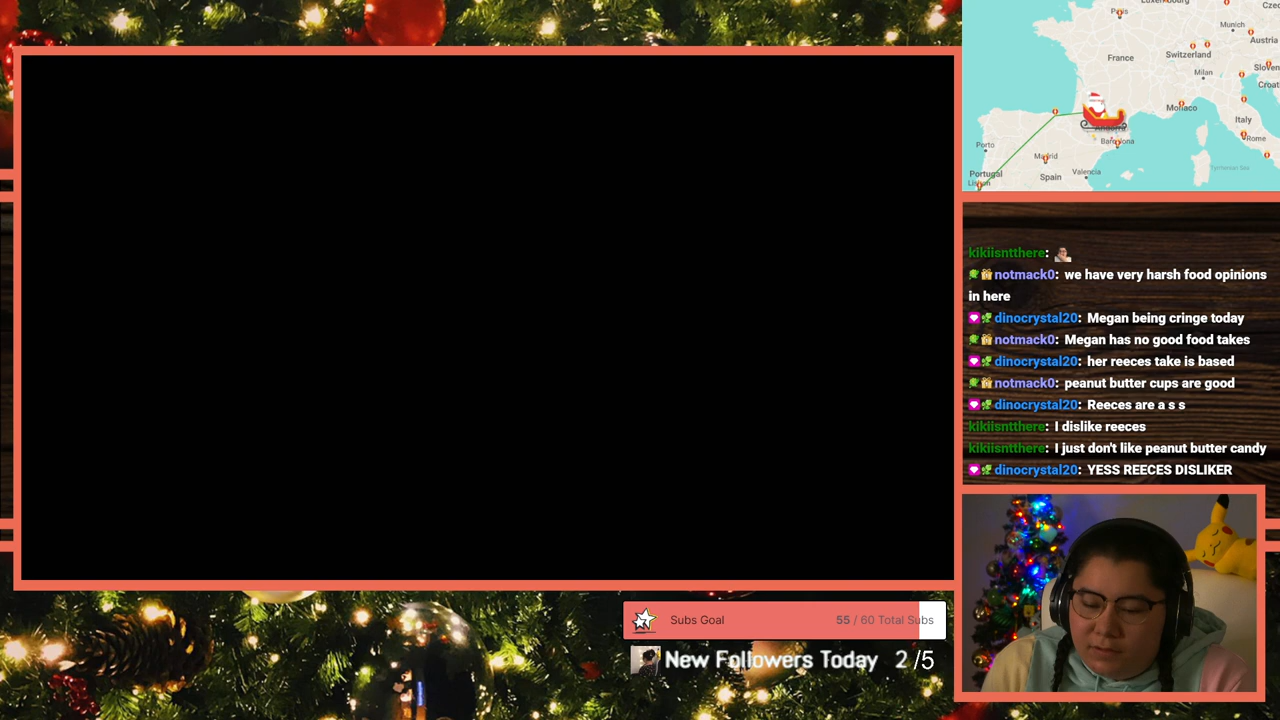 Paris
Luxembourg
Munich
Austria
France
Switzerland
Milan
Monaco
Italy
Rome
Tyrrhenian Sea
Porto
Portugal
Madrid
Spain
Valencia
Barcelona
kikiisntthere:
notmack0: we have very harsh food opinions
in here
dinocrystal20: Megan being cringe today
notmack0: Megan has no good food takes
dinocrystal20: her reeces take is based
notmack0: peanut butter cups are good
dinocrystal20: Reeces are a s s
kikiisntthere: I dislike reeces
kikiisntthere: I just don't like peanut butter candy
dinocrystal20: YESS REECES DISLIKER
Subs Goal 55 / 60 Total Subs
New Followers Today 2 /5